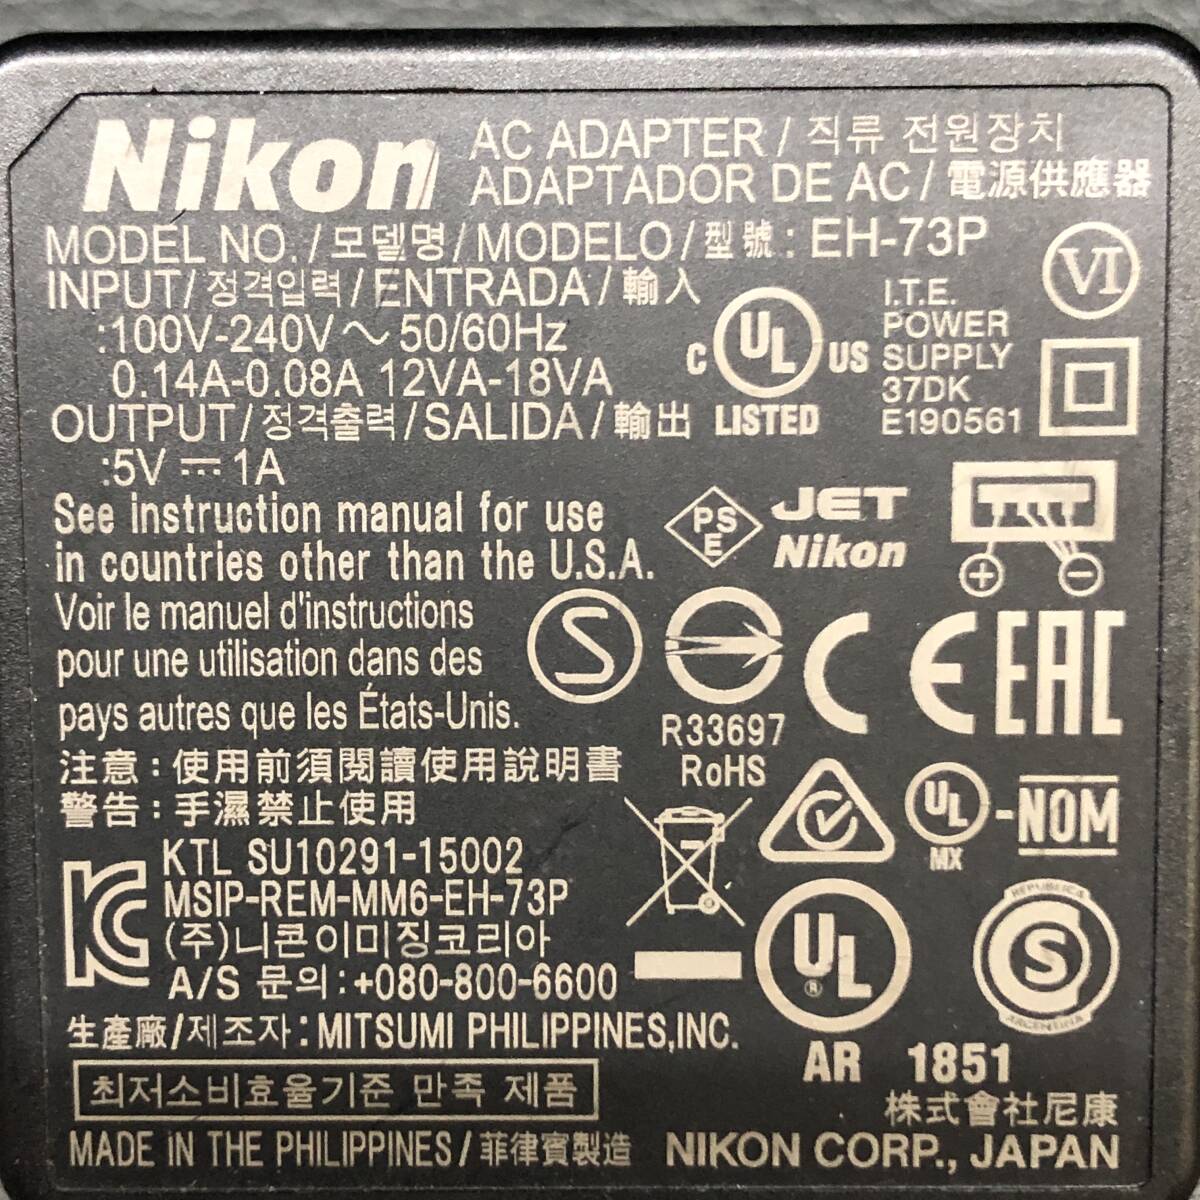 Nikon AC ADAPTER / 직류 전원장치
ADAPTADOR DE AC / 電源供應器
MODEL NO. / 모델명 / MODELO / 型號 : EH-73P
VI
INPUT / 정격입력 / ENTRADA / 輸入
:100V-240V ~ 50/60Hz
0.14A-0.08A 12VA-18VA
C UL US
LISTED
I.T.E.
POWER
SUPPLY
37DK
E190561
OUTPUT / 정격출력 / SALIDA / 輸出
:5V ⎓ 1A
See instruction manual for use
in countries other than the U.S.A.
PS
E
JET
Nikon
+ -
Voir le manuel d'instructions
pour une utilisation dans des
pays autres que les États-Unis.
S
R33697
RoHS
CE EAC
注意 : 使用前須閱讀使用說明書
警告 : 手濕禁止使用
UL
MX
-NOM
KC
KTL SU10291-15002
MSIP-REM-MM6-EH-73P
(주)니콘이미징코리아
A/S 문의 : +080-800-6600
UL
®
AR 1851
REPUBLICA
S
ARGENTINA
生產廠/제조자 : MITSUMI PHILIPPINES,INC.
최저소비효율기준 만족 제품
株式會社尼康
MADE IN THE PHILIPPINES / 菲律賓製造
NIKON CORP., JAPAN